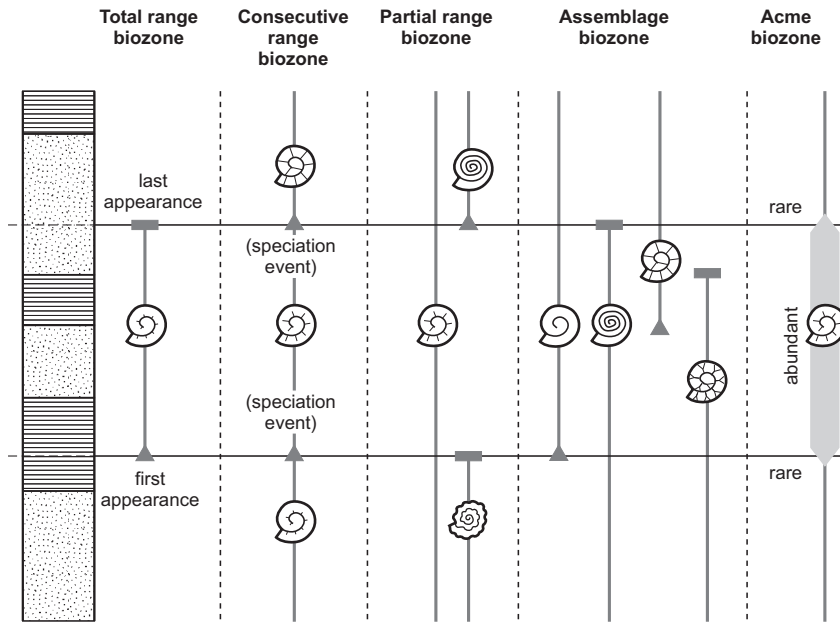 Total range
biozone
Consecutive
range
biozone
Partial range
biozone
Assemblage
biozone
Acme
biozone
last
appearance
rare
(speciation
event)
abundant
(speciation
event)
first
appearance
rare